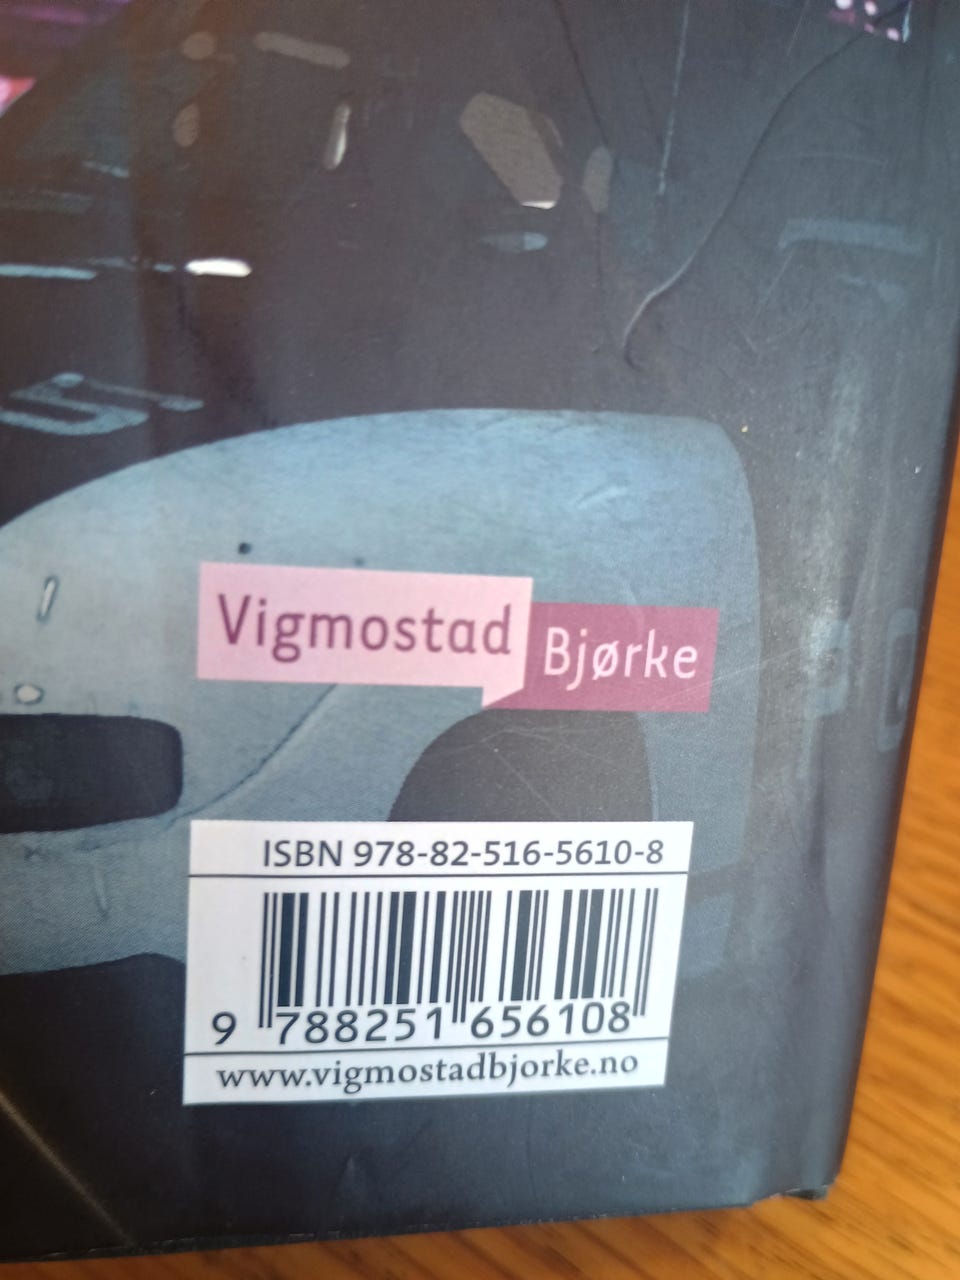 Vigmostad
Bjørke
ISBN 978-82-516-5610-8
9 788251 656108
www.vigmostadbjorke.no